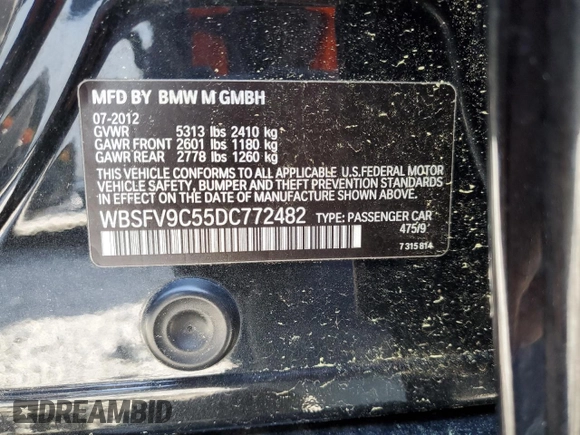 MFD BY BMW M GMBH
07-2012
GVWR 5313 lbs 2410 kg
GAWR FRONT 2601 lbs 1180 kg
GAWR REAR 2778 lbs 1260 kg
THIS VEHICLE CONFORMS TO ALL APPLICABLE U.S.FEDERAL MOTOR
VEHICLE SAFETY, BUMPER AND THEFT PREVENTION STANDARDS
IN EFFECT ON THE DATE OF MANUFACTURE SHOWN ABOVE.
WBSFV9C55DC772482 TYPE: PASSENGER CAR
475/9
7 315 814
DREAMBID